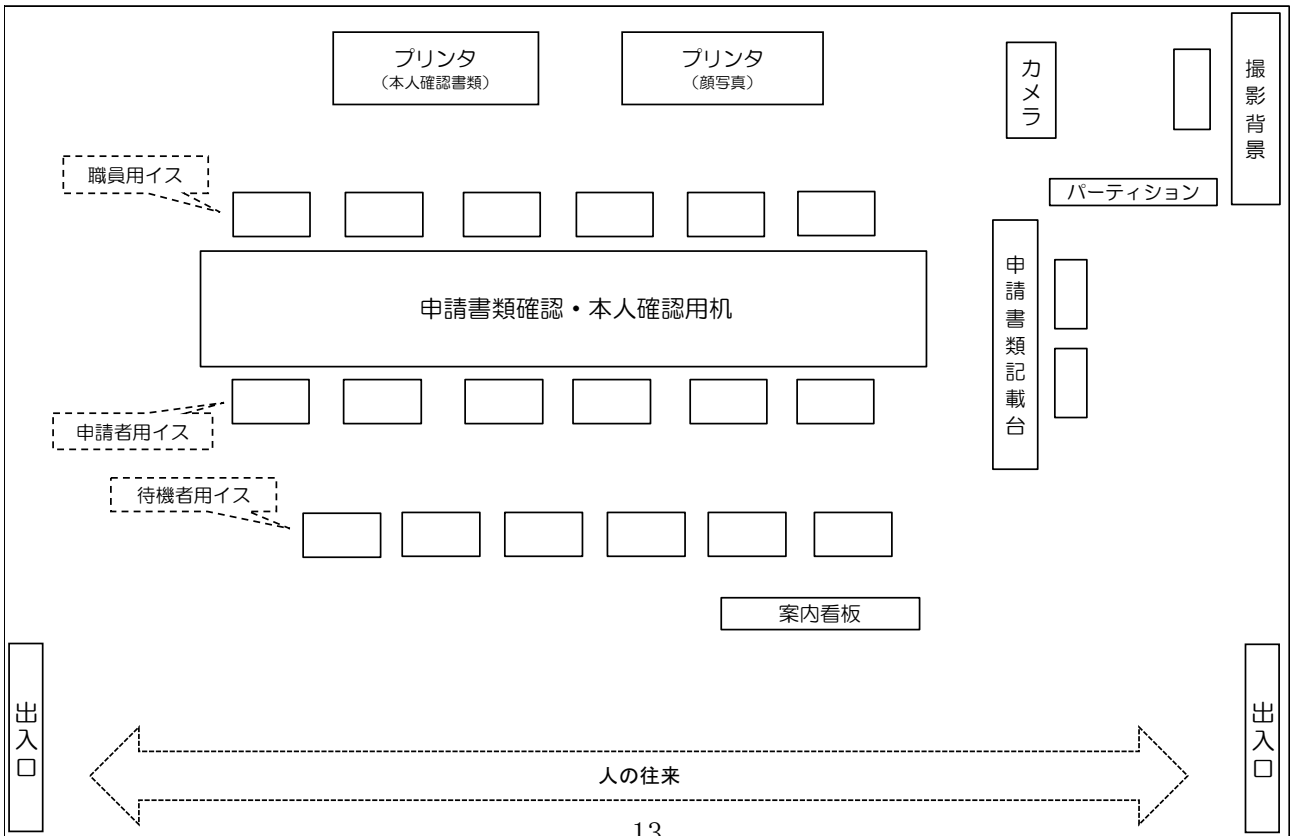 プリンタ
（本人確認書類）
プリンタ
（顔写真）
カメラ
撮影背景
職員用イス
パーティション
申請書類確認・本人確認用机
申請書類記載台
申請者用イス
待機者用イス
案内看板
出入口
出入口
人の往来
13